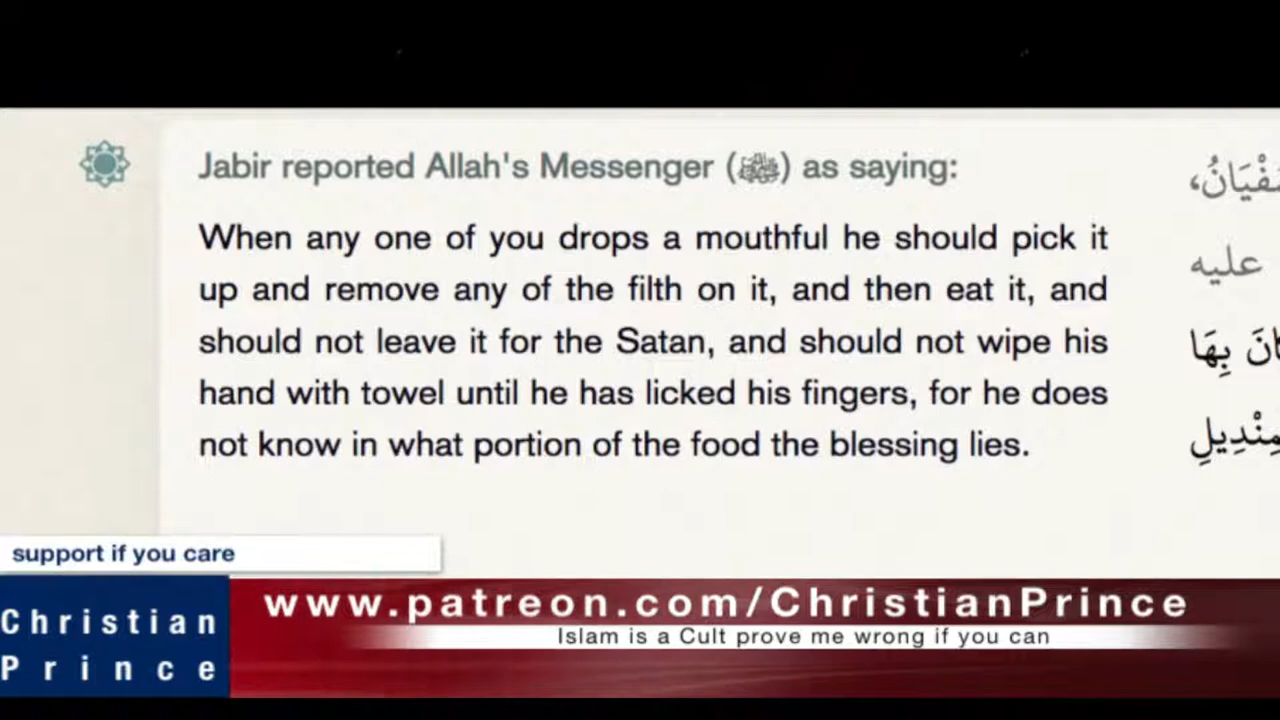 Jabir reported Allah's Messenger (ﷺ) as saying:
When any one of you drops a mouthful he should pick it
up and remove any of the filth on it, and then eat it, and
should not leave it for the Satan, and should not wipe his
hand with towel until he has licked his fingers, for he does
not know in what portion of the food the blessing lies.
عليه
support if you care
Christian
Prince
www.patreon.com/ChristianPrince
Islam is a Cult prove me wrong if you can